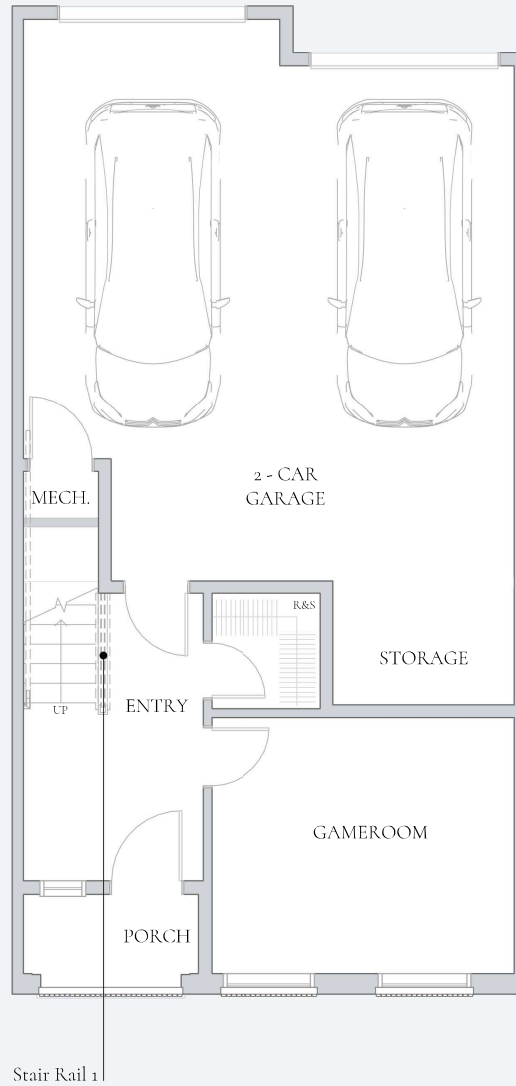 2 - CAR
GARAGE
MECH.
R&S
STORAGE
ENTRY
UP
GAMEROOM
PORCH
Stair Rail 1